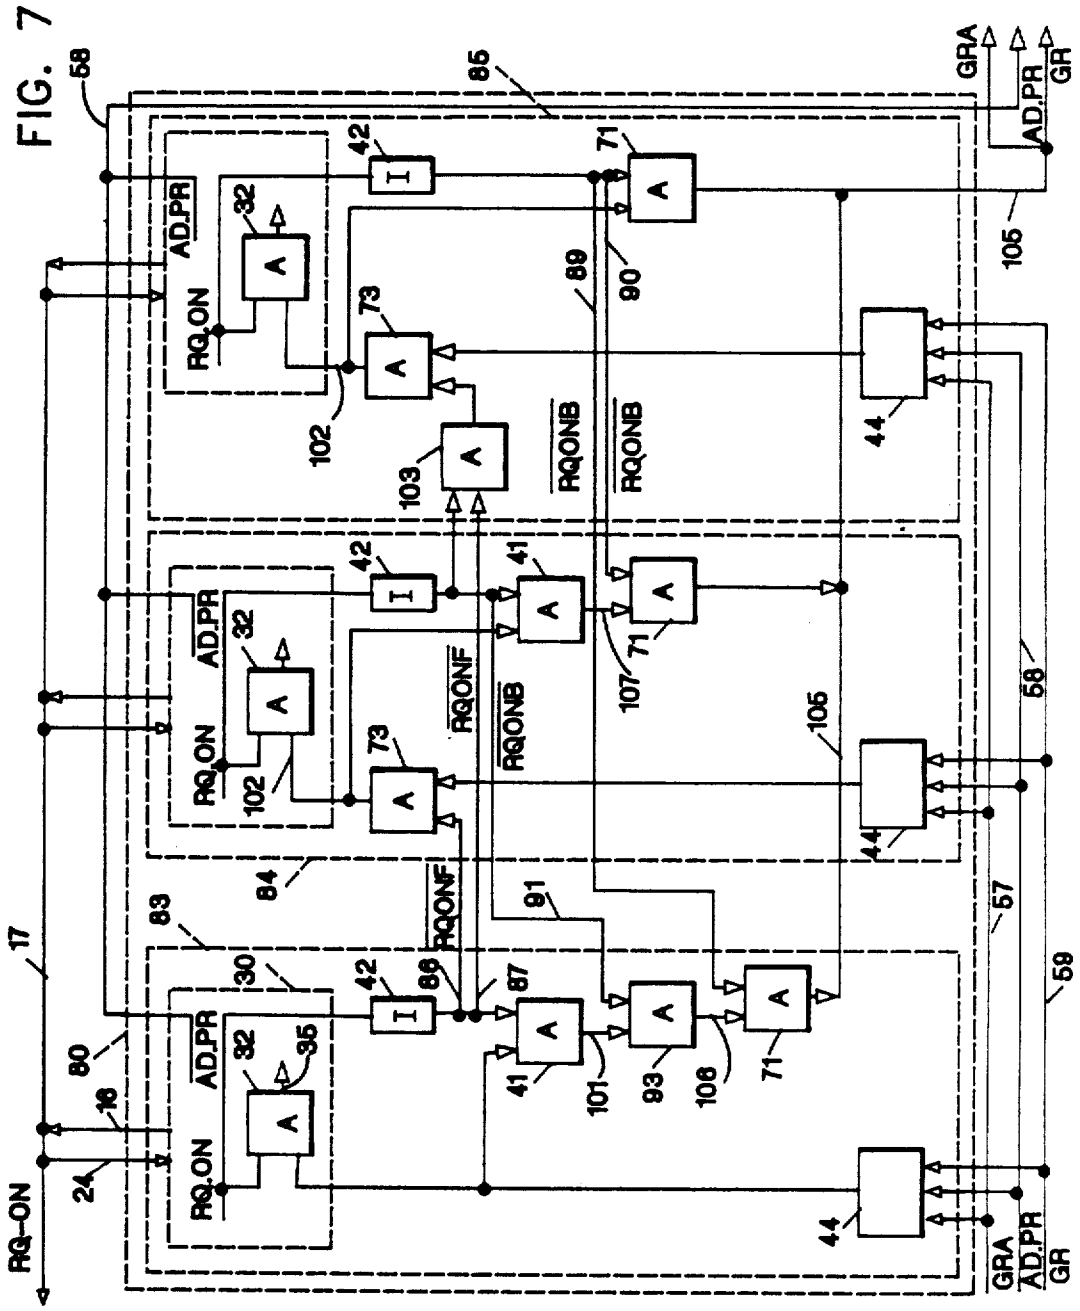 FIG. 7
RQ-ON
17
24
16
80
83
30
RQ.ON
AD.PR
32
A
35
I
42
86
87
RQONF
41
A
101
93
A
106
71
A
91
44
84
RQ.ON
AD.PR
32
A
102
73
A
I
42
RQONF
RQONB
41
A
107
71
A
105
44
85
58
RQ.ON
AD.PR
32
A
102
73
A
103
A
I
42
71
A
89
90
RQONB
RQONB
44
105
57
58
59
GRA
AD.PR
GR
GRA
AD.PR
GR